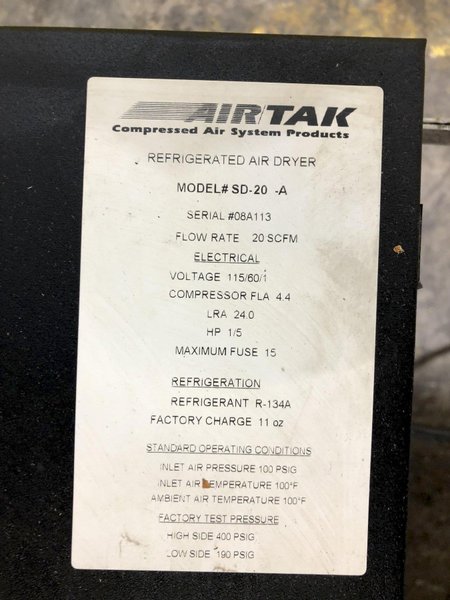 AIRTAK
Compressed Air System Products
REFRIGERATED AIR DRYER
MODEL# SD-20 -A
SERIAL #08A113
FLOW RATE 20 SCFM
ELECTRICAL
VOLTAGE 115/60/1
COMPRESSOR FLA 4.4
LRA 24.0
HP 1/5
MAXIMUM FUSE 15
REFRIGERATION
REFRIGERANT R-134A
FACTORY CHARGE 11 oz
STANDARD OPERATING CONDITIONS
INLET AIR PRESSURE 100 PSIG
INLET AIR TEMPERATURE 100°F
AMBIENT AIR TEMPERATURE 100°F
FACTORY TEST PRESSURE
HIGH SIDE 400 PSIG
LOW SIDE 190 PSIG